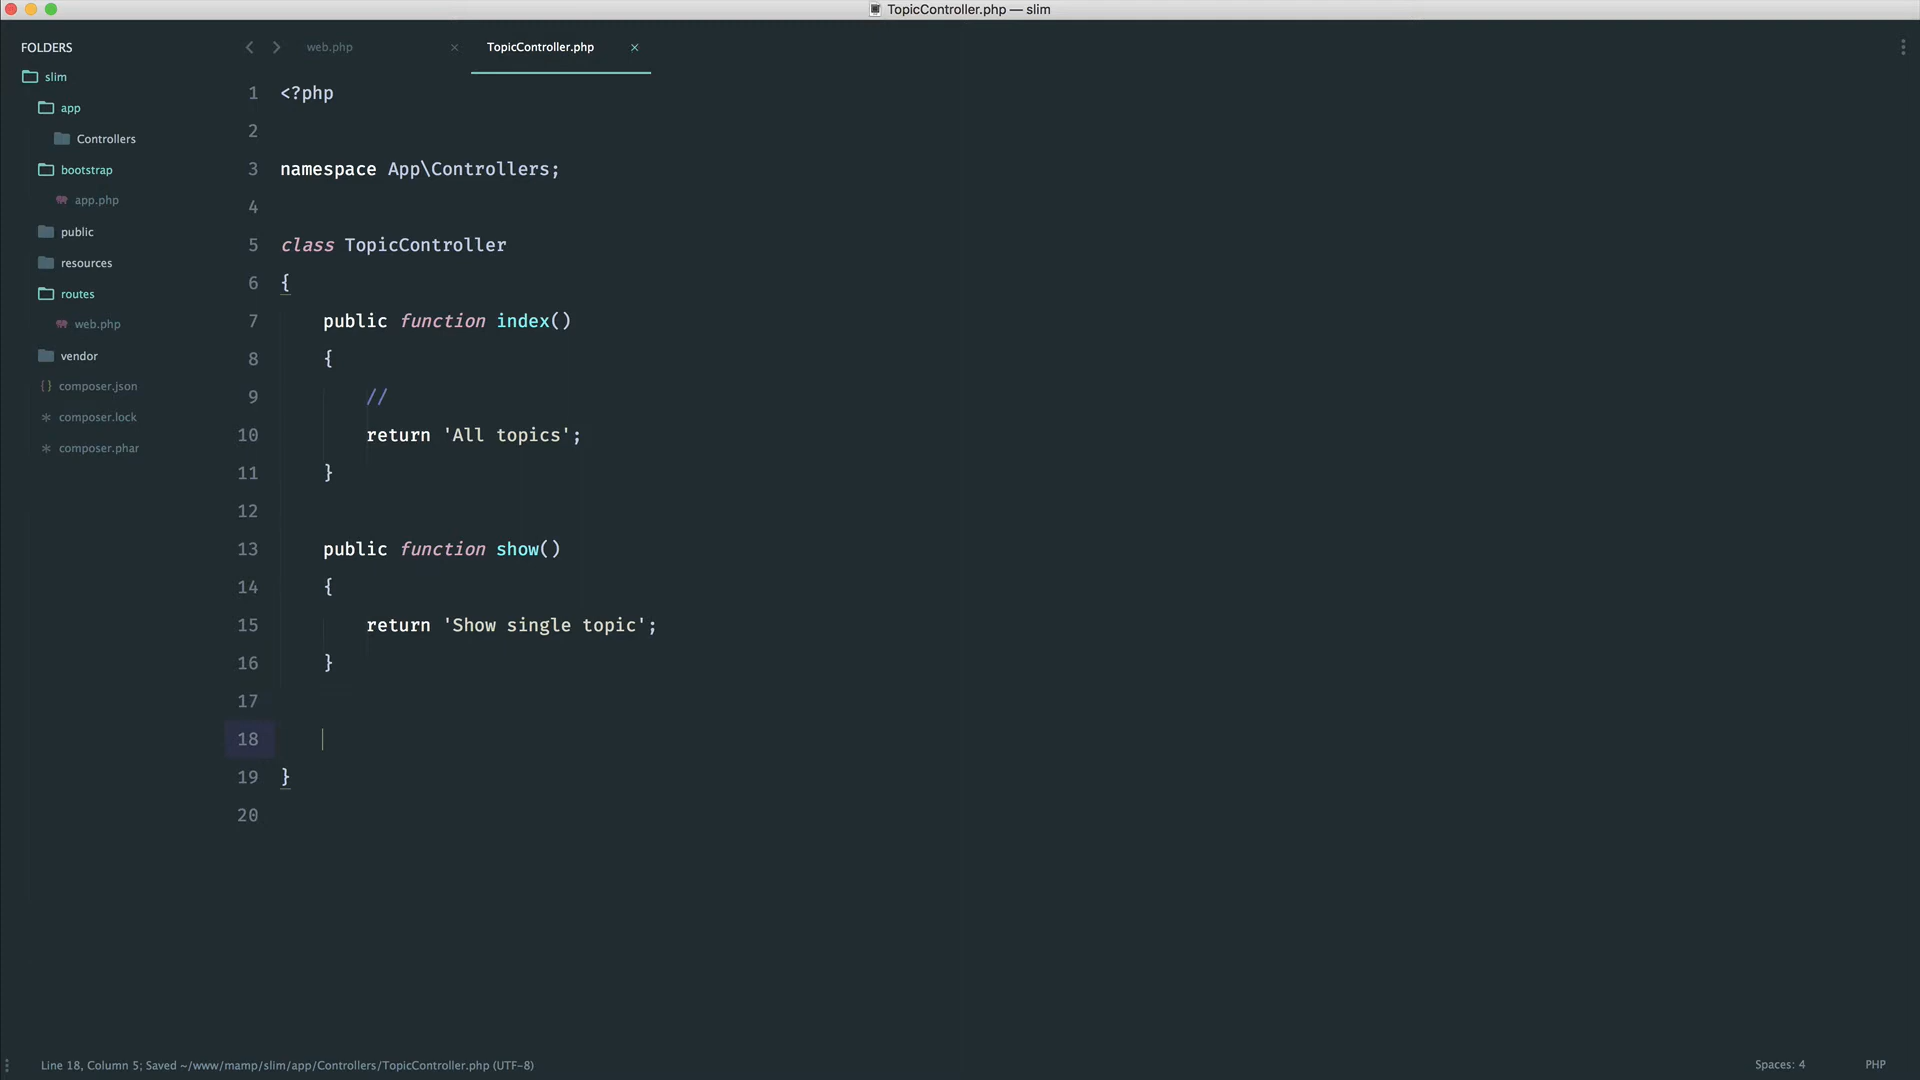 TopicController.php — slim
FOLDERS
slim
app
Controllers
bootstrap
app.php
public
resources
routes
web.php
vendor
composer.json
composer.lock
composer.phar
web.php
TopicController.php
1 <?php
2
3 namespace App\Controllers;
4
5 class TopicController
6 {
7     public function index()
8     {
9         //
10         return 'All topics';
11     }
12
13     public function show()
14     {
15         return 'Show single topic';
16     }
17
18
19 }
20
Line 18, Column 5; Saved ~/www/mamp/slim/app/Controllers/TopicController.php (UTF-8)
Spaces: 4
PHP